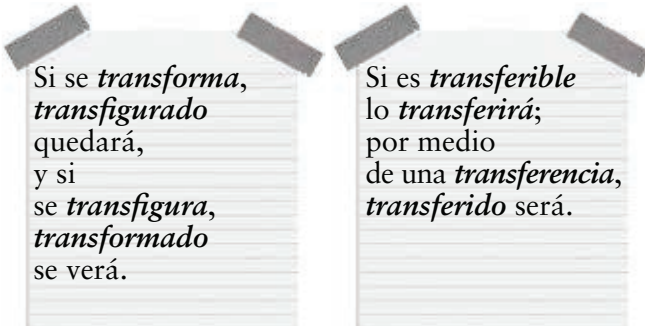 Si se transforma,
transfigurado
quedará,
y si
se transfigura,
transformado
se verá.
Si es transferible
lo transferirá;
por medio
de una transferencia,
transferido será.